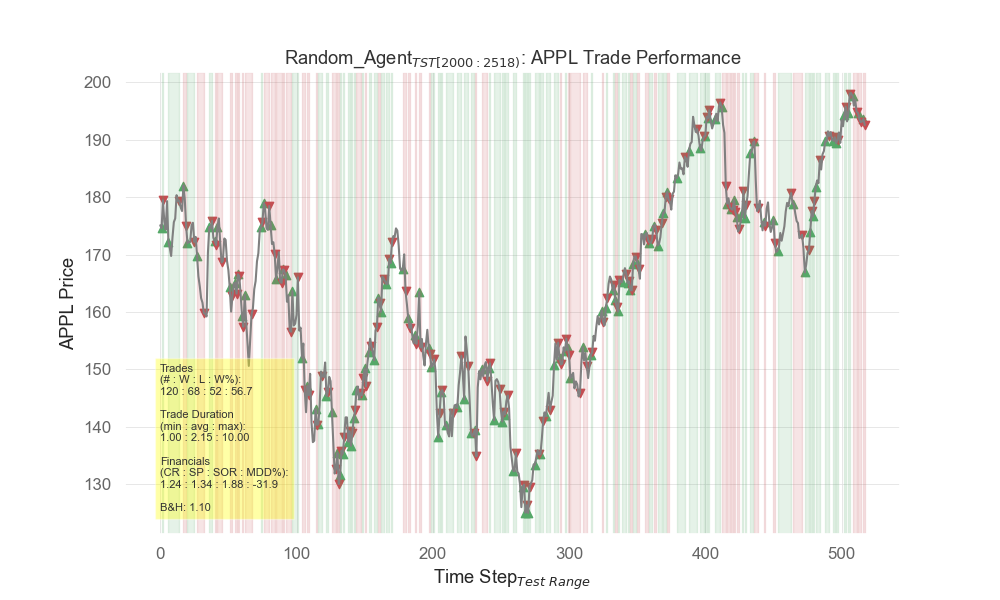 Random_Agent_TST[2000:2518): APPL Trade Performance
200
190
180
170
160
150
140
130
APPL Price
Trades
(# : W : L : W%):
120 : 68 : 52 : 56.7
Trade Duration
(min : avg : max):
1.00 : 2.15 : 10.00
Financials
(CR : SP : SOR : MDD%):
1.24 : 1.34 : 1.88 : -31.9
B&H: 1.10
0 100 200 300 400 500
Time Step_Test Range